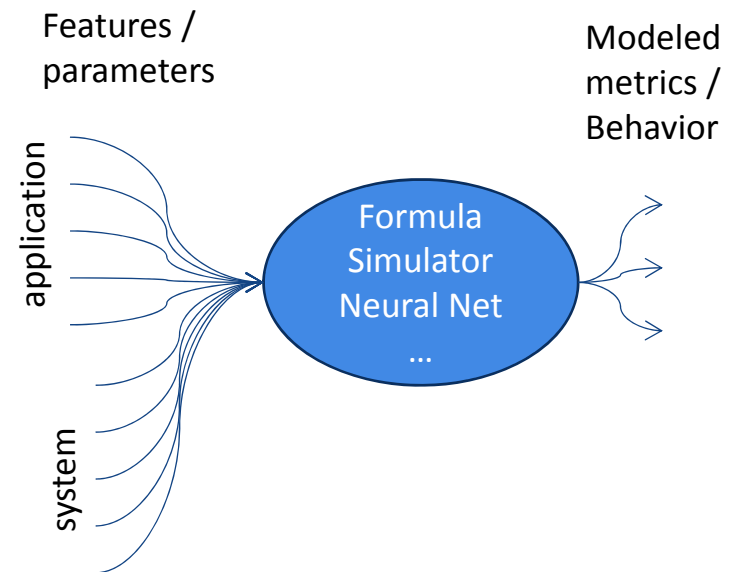 Features /
parameters
Modeled
metrics /
Behavior
application
system
Formula
Simulator
Neural Net
...